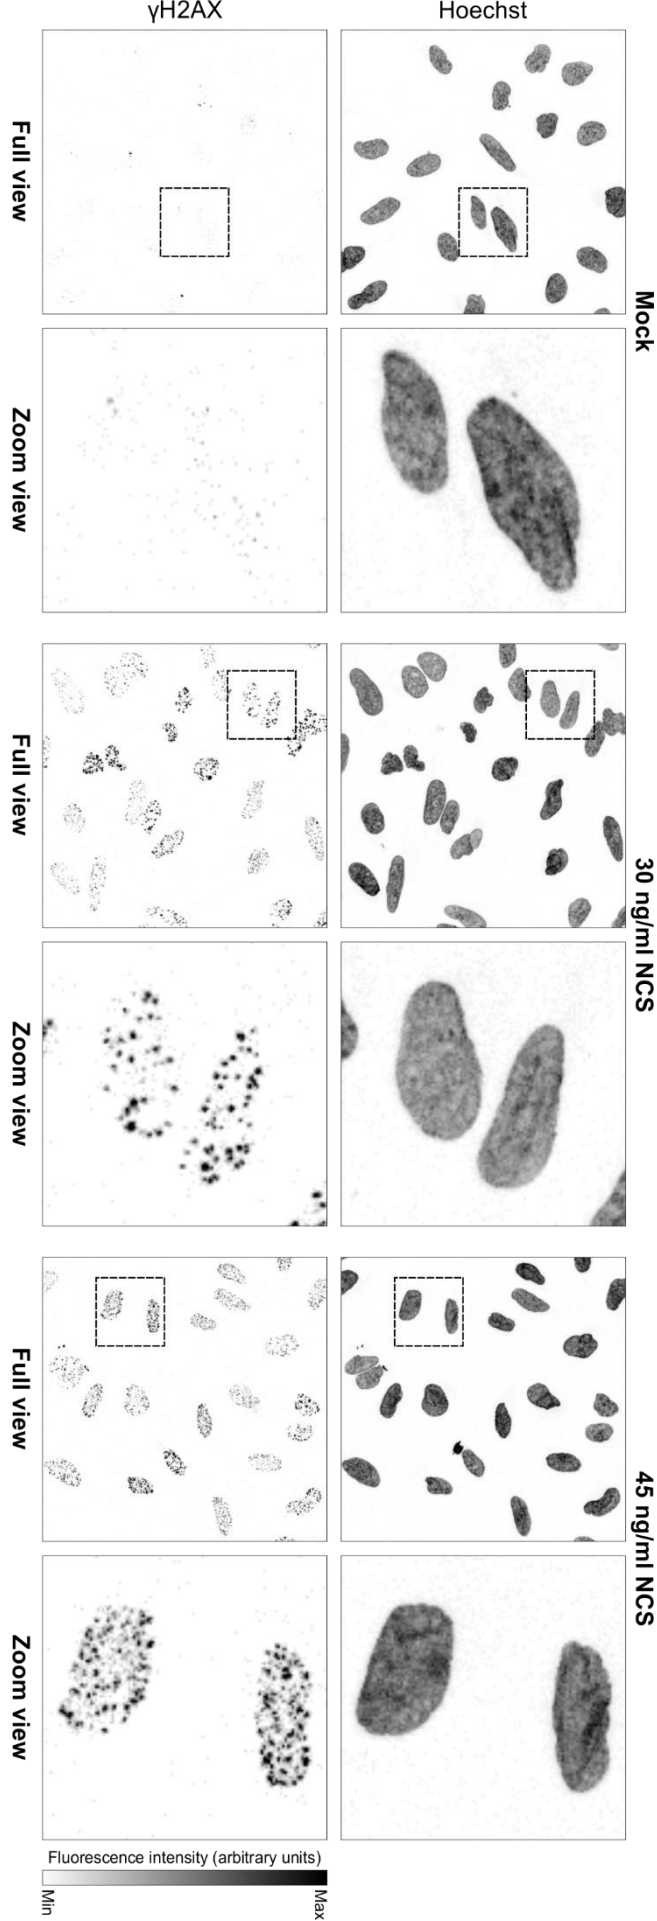 γH2AX
Hoechst
Mock
Full view
Zoom view
30 ng/ml NCS
Full view
Zoom view
45 ng/ml NCS
Full view
Zoom view
Fluorescence intensity (arbitrary units)
Min
Max